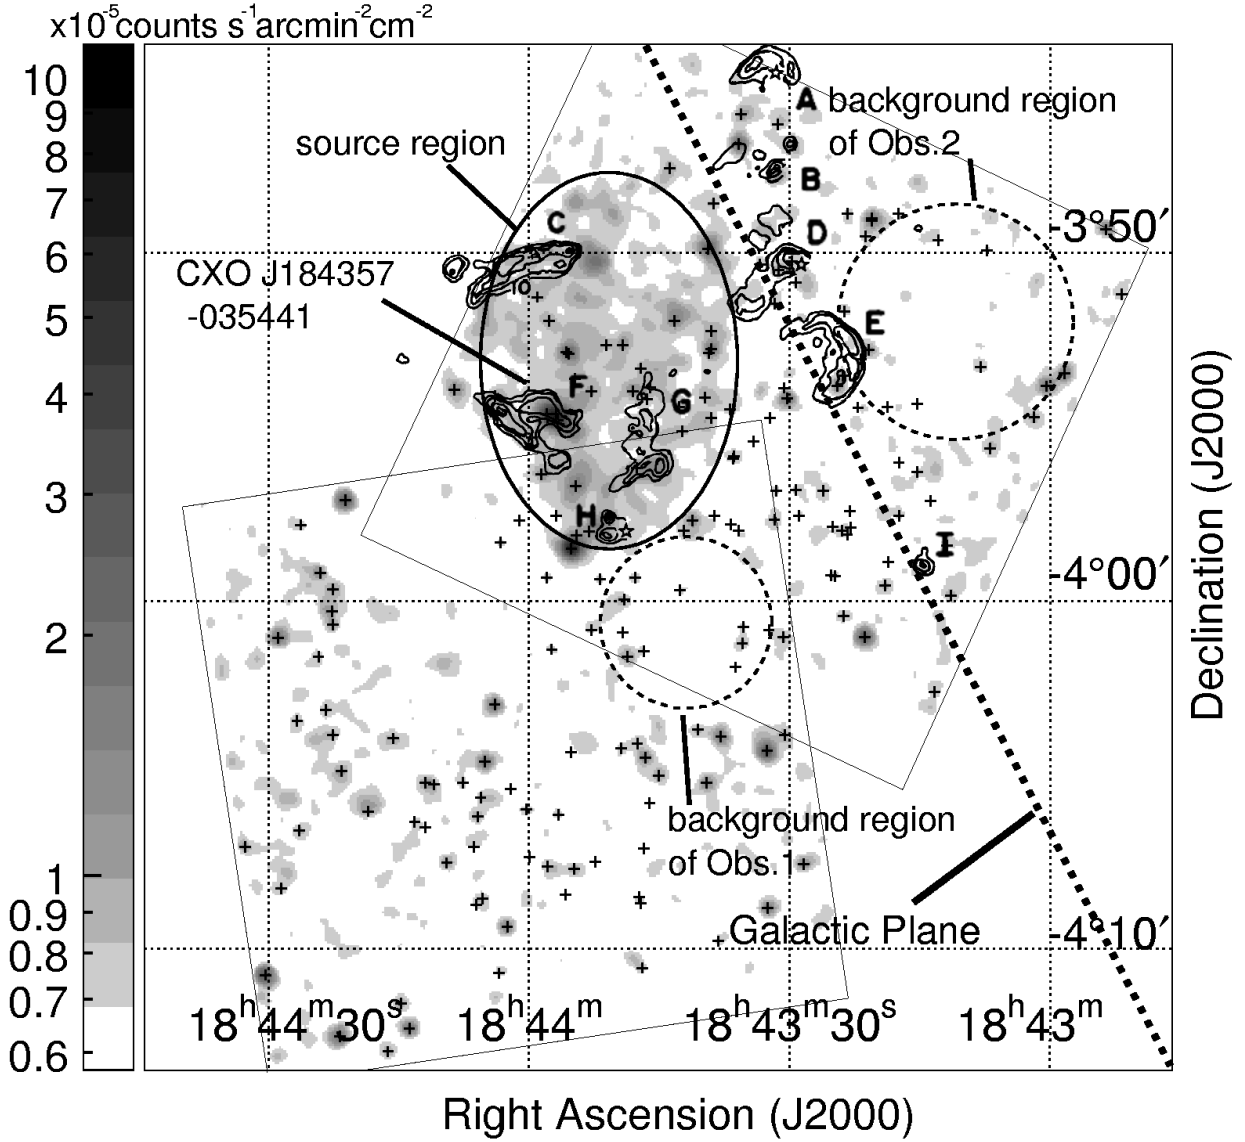 x10-5counts s-1arcmin-2cm-2
10
9
8
7
6
5
4
3
2
1
0.9
0.8
0.7
0.6
source region
CXO J184357
-035441
background region
of Obs.2
A
B
C
D
E
F
G
H
I
10
-3°50′
-4°00′
-4°10′
background region
of Obs.1
Galactic Plane
18h44m30s
18h44m
18h43m30s
18h43m
Right Ascension (J2000)
Declination (J2000)